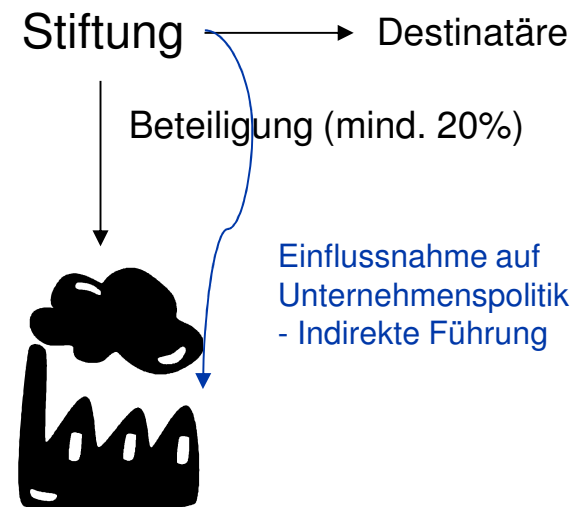 Stiftung
Destinatäre
Beteiligung (mind. 20%)
Einflussnahme auf
Unternehmenspolitik
- Indirekte Führung